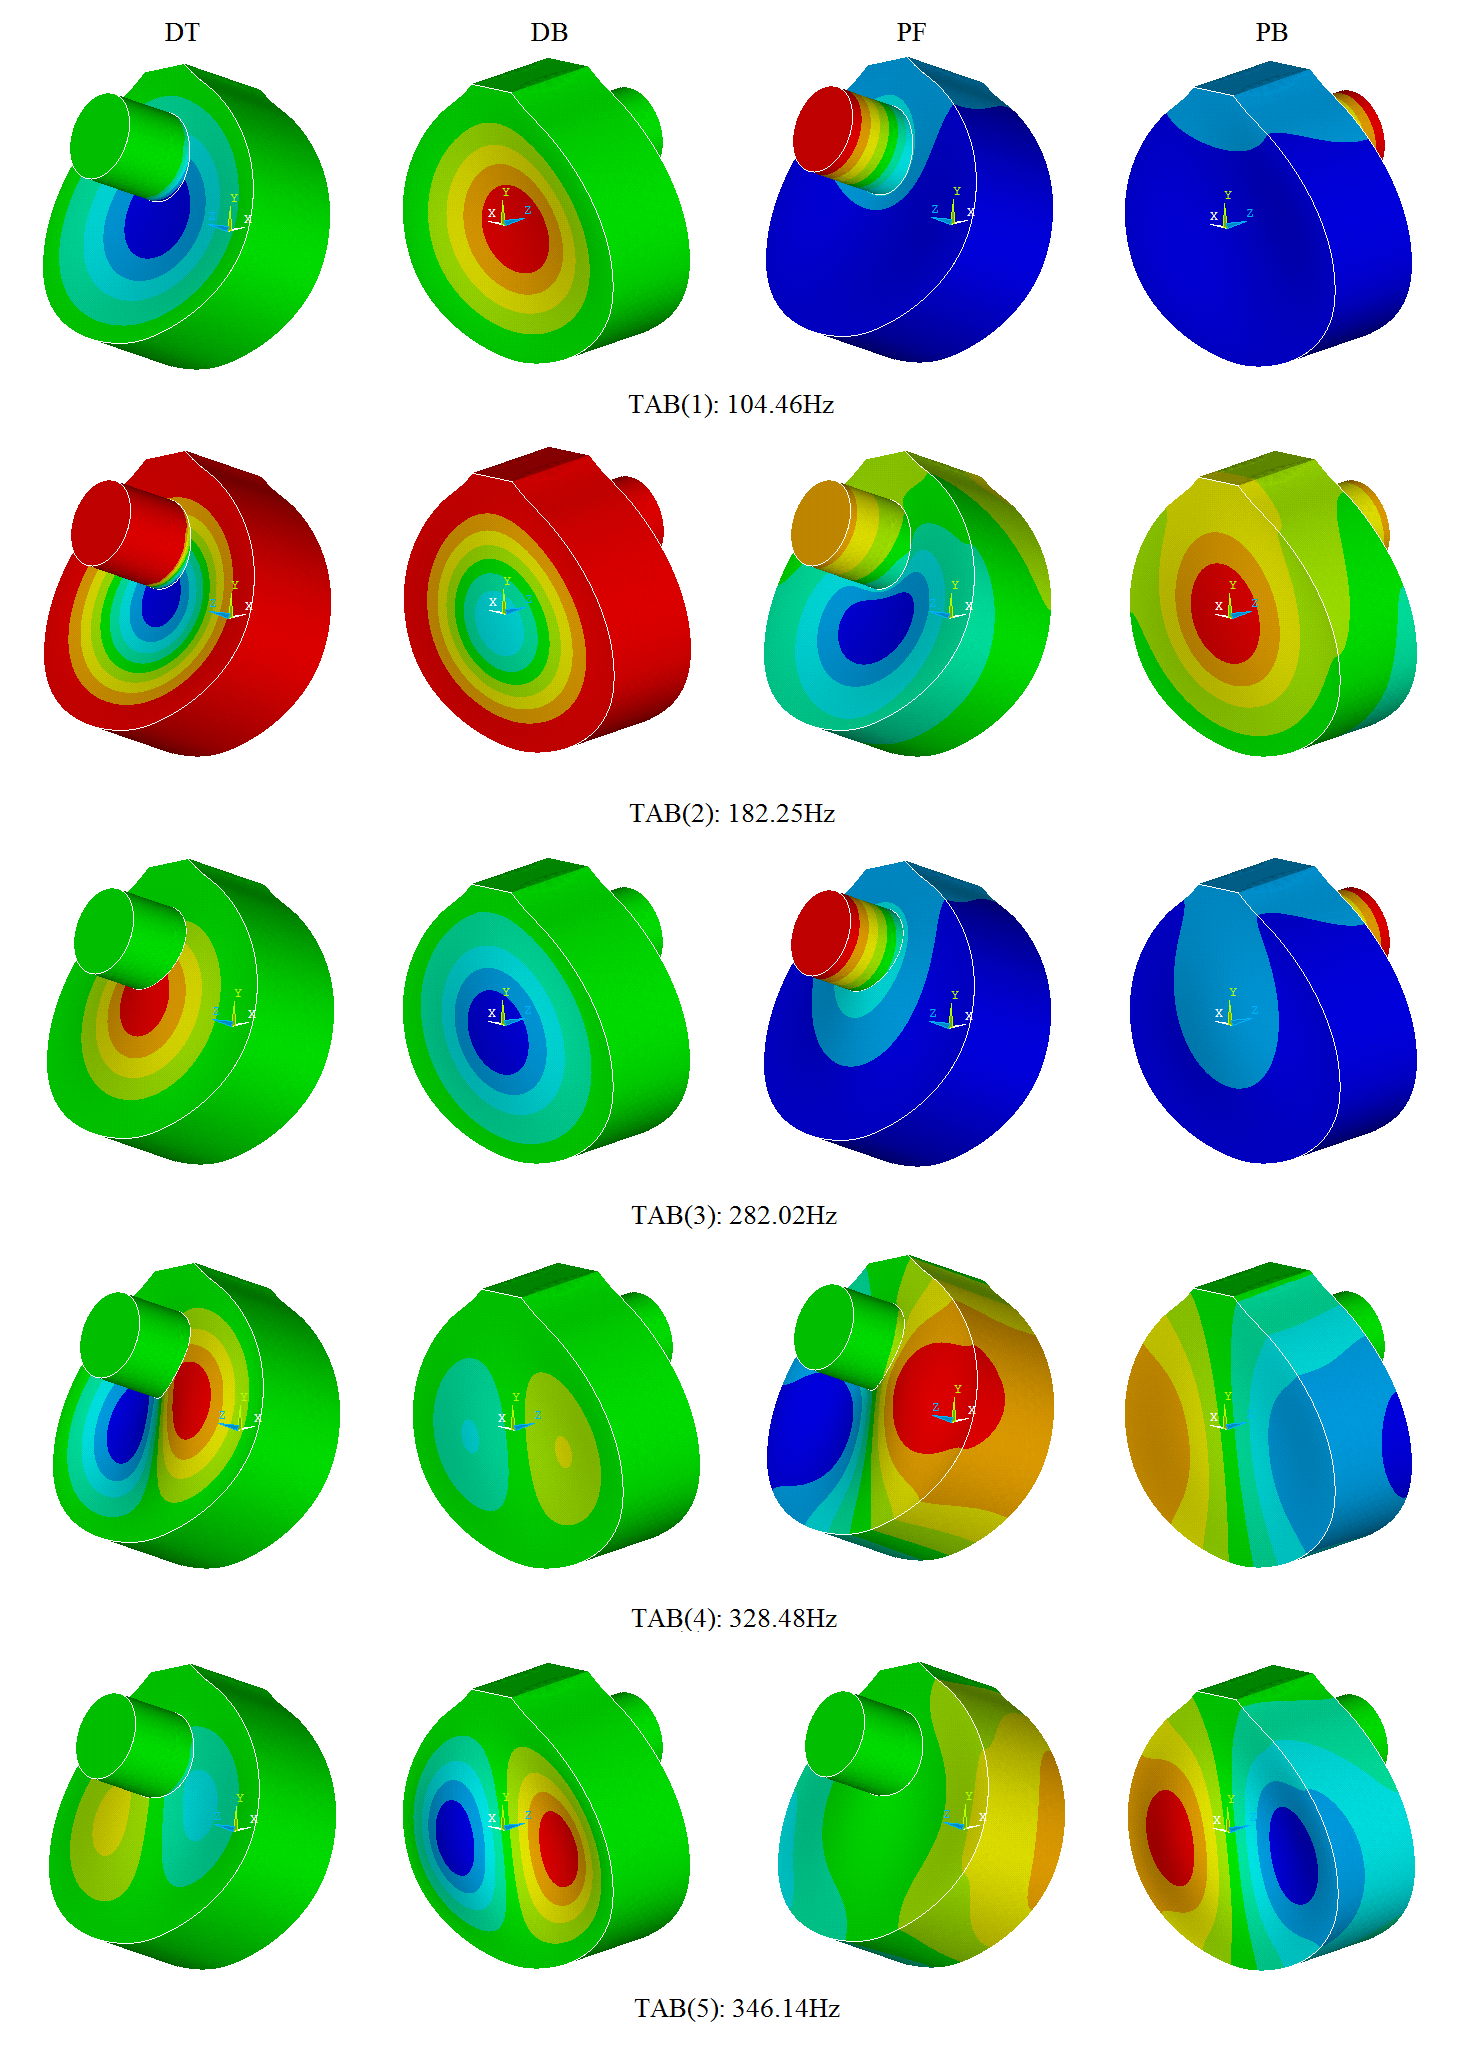 DT DB PF PB
Y
Z X
Y
X Z
Y
Z X
Y
X Z
TAB(1): 104.46Hz
Y
Z X
Y
X Z
Y
Z X
Y
X Z
TAB(2): 182.25Hz
Y
Z X
Y
X Z
Y
Z X
Y
X Z
TAB(3): 282.02Hz
Y
Z X
Y
X Z
Y
Z X
Y
X Z
TAB(4): 328.48Hz
Y
Z X
Y
X Z
Y
Z X
Y
X Z
TAB(5): 346.14Hz